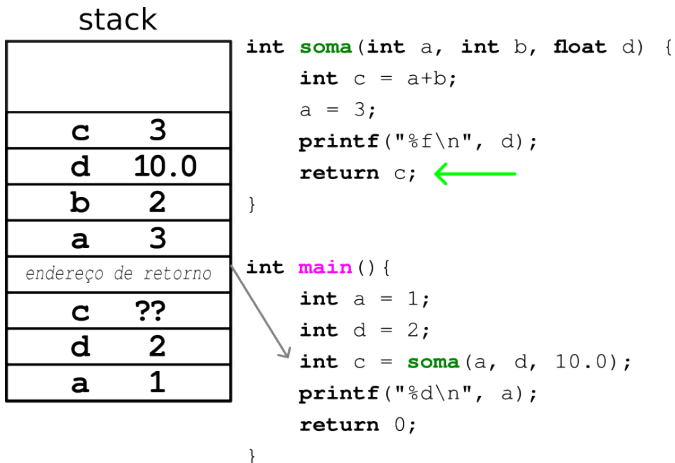 stack
c 3
d 10.0
b 2
a 3
endereço de retorno
c ??
d 2
a 1
int soma(int a, int b, float d) {
int c = a+b;
a = 3;
printf("%f\n", d);
return c;
}
int main(){
int a = 1;
int d = 2;
int c = soma(a, d, 10.0);
printf("%d\n", a);
return 0;
}